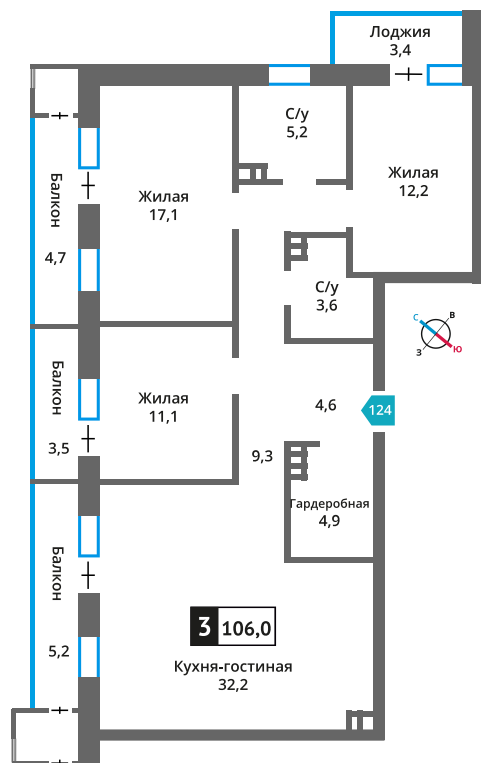 Лоджия
3,4
С/у
5,2
Жилая
12,2
Балкон
4,7
Жилая
17,1
С/у
3,6
С
В
З
Ю
Балкон
3,5
Жилая
11,1
4,6
124
9,3
Гардеробная
4,9
Балкон
5,2
3 106,0
Кухня-гостиная
32,2